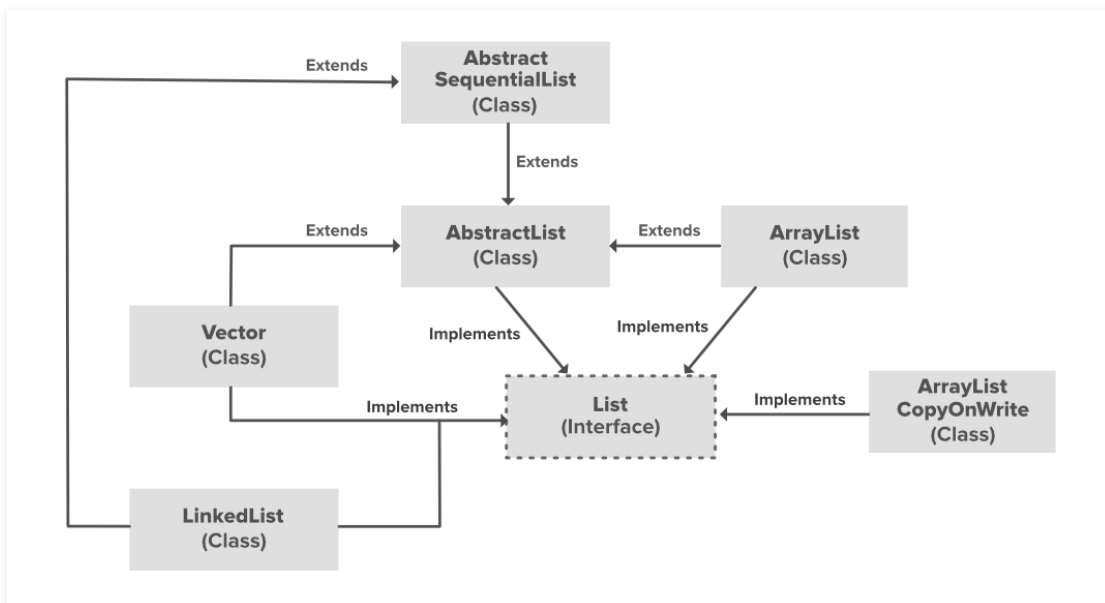 Extends
Abstract
SequentialList
(Class)
Extends
Extends
AbstractList
(Class)
Extends
ArrayList
(Class)
Vector
(Class)
Implements
Implements
Implements
List
(Interface)
Implements
ArrayList
CopyOnWrite
(Class)
LinkedList
(Class)